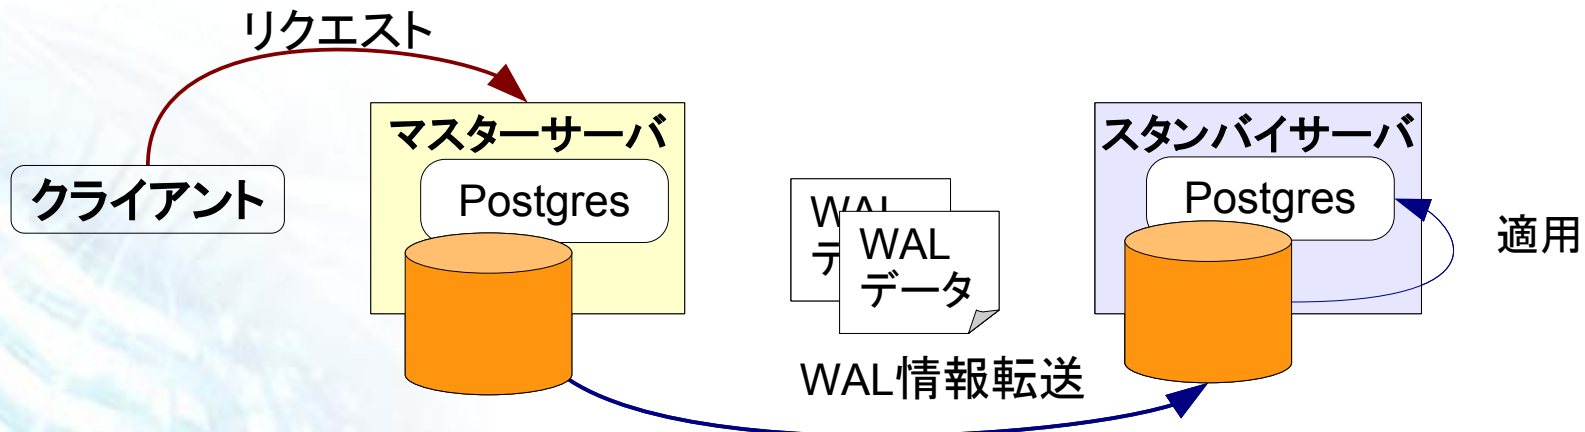 リクエスト
マスターサーバ
スタンバイサーバ
クライアント
Postgres
Postgres
WAL
デ
WAL
データ
適用
WAL情報転送